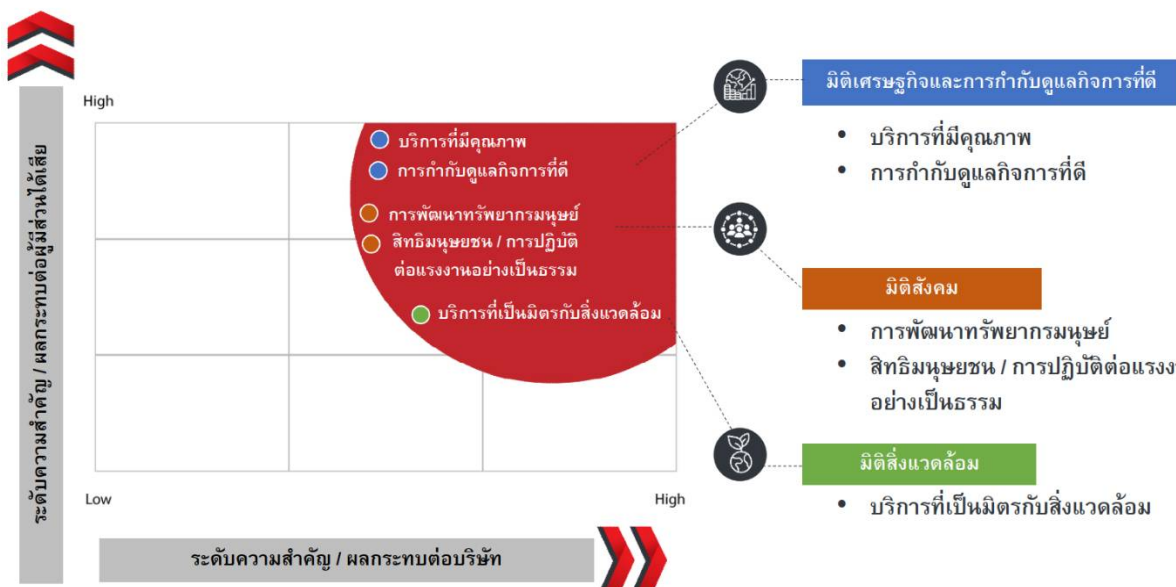 ระดับความสำคัญ / ผลกระทบต่อผู้มีส่วนได้เสีย
High
บริการที่มีคุณภาพ
การกำกับดูแลกิจการที่ดี
การพัฒนาทรัพยากรมนุษย์
สิทธิมนุษยชน / การปฏิบัติ
ต่อแรงงานอย่างเป็นธรรม
บริการที่เป็นมิตรกับสิ่งแวดล้อม
Low
High
ระดับความสำคัญ / ผลกระทบต่อบริษัท
มิติเศรษฐกิจและการกำกับดูแลกิจการที่ดี
• บริการที่มีคุณภาพ
• การกำกับดูแลกิจการที่ดี
มิติสังคม
• การพัฒนาทรัพยากรมนุษย์
• สิทธิมนุษยชน / การปฏิบัติต่อแรงง
อย่างเป็นธรรม
มิติสิ่งแวดล้อม
• บริการที่เป็นมิตรกับสิ่งแวดล้อม